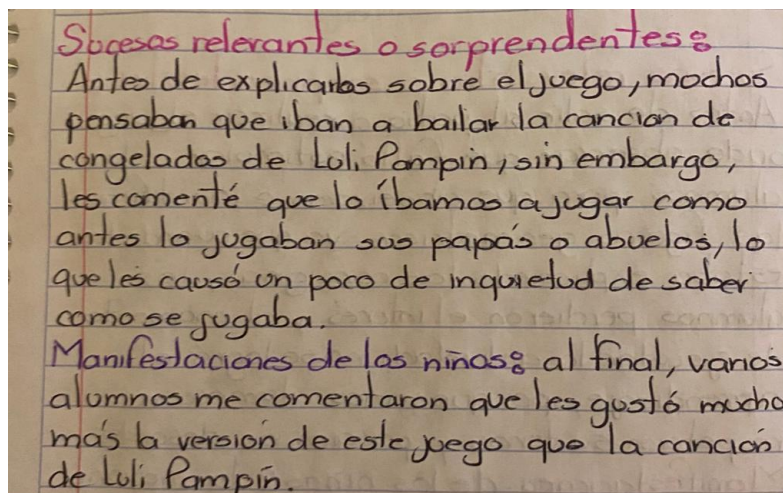 Sucesos relevantes o sorprendentes:
Antes de explicarles sobre el juego, muchos
pensaban que iban a bailar la cancion de
congelados de Luli Pampin, sin embargo,
les comenté que lo íbamos a jugar como
antes lo jugaban sus papás o abuelos, lo
que les causó un poco de inquietud de saber
como se jugaba.
Manifestaciones de los niños: al final, varios
alumnos me comentaron que les gustó mucho
más la versión de este juego que la canción
de Luli Pampín.